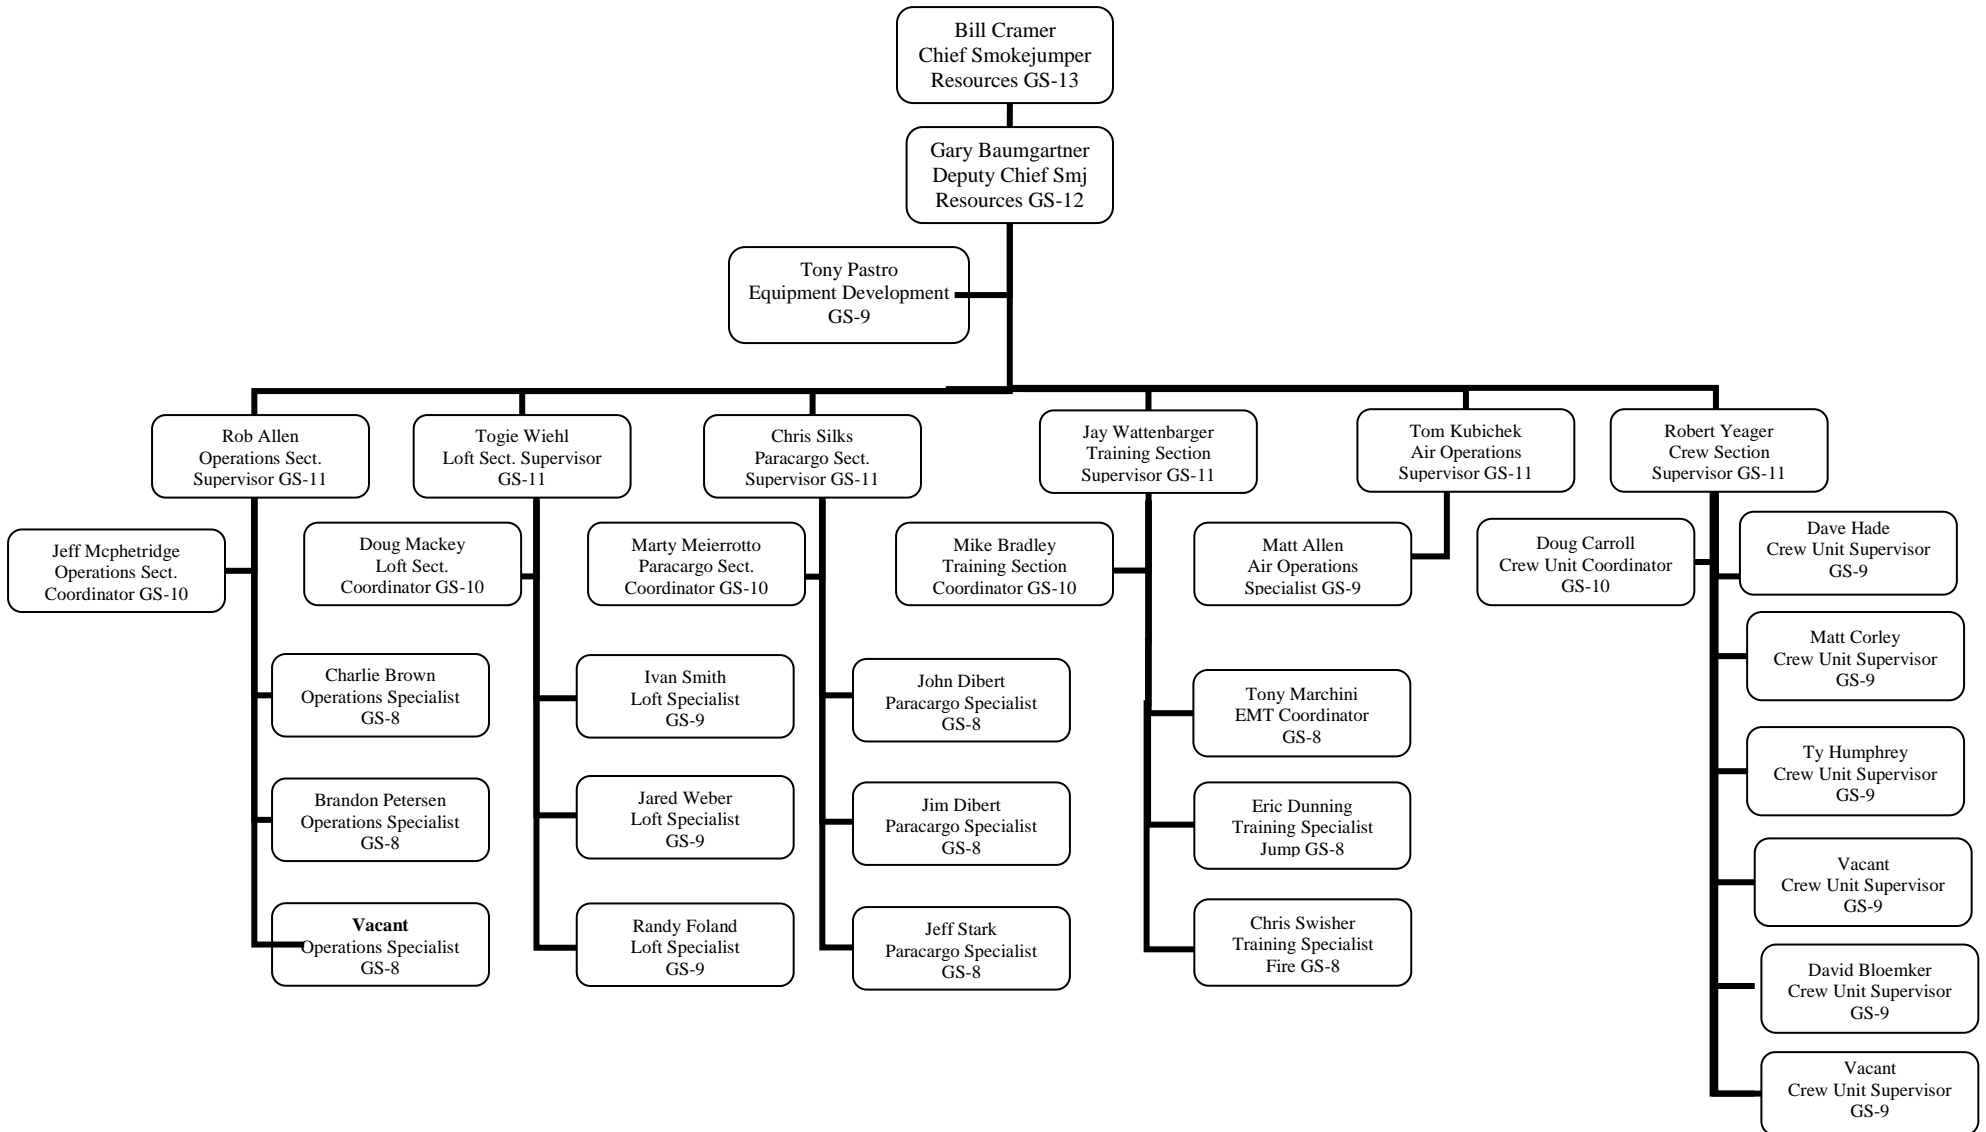 Bill Cramer
Chief Smokejumper
Resources GS-13
Gary Baumgartner
Deputy Chief Smj
Resources GS-12
Tony Pastro
Equipment Development
GS-9
Rob Allen
Operations Sect.
Supervisor GS-11
Togie Wiehl
Loft Sect. Supervisor
GS-11
Chris Silks
Paracargo Sect.
Supervisor GS-11
Jay Wattenbarger
Training Section
Supervisor GS-11
Tom Kubichek
Air Operations
Supervisor GS-11
Robert Yeager
Crew Section
Supervisor GS-11
Jeff Mcphetridge
Operations Sect.
Coordinator GS-10
Doug Mackey
Loft Sect.
Coordinator GS-10
Marty Meierrotto
Paracargo Sect.
Coordinator GS-10
Mike Bradley
Training Section
Coordinator GS-10
Matt Allen
Air Operations
Specialist GS-9
Doug Carroll
Crew Unit Coordinator
GS-10
Dave Hade
Crew Unit Supervisor
GS-9
Charlie Brown
Operations Specialist
GS-8
Ivan Smith
Loft Specialist
GS-9
John Dibert
Paracargo Specialist
GS-8
Tony Marchini
EMT Coordinator
GS-8
Matt Corley
Crew Unit Supervisor
GS-9
Ty Humphrey
Crew Unit Supervisor
GS-9
Brandon Petersen
Operations Specialist
GS-8
Jared Weber
Loft Specialist
GS-9
Jim Dibert
Paracargo Specialist
GS-8
Eric Dunning
Training Specialist
Jump GS-8
Vacant
Crew Unit Supervisor
GS-9
Vacant
Operations Specialist
GS-8
Randy Foland
Loft Specialist
GS-9
Jeff Stark
Paracargo Specialist
GS-8
Chris Swisher
Training Specialist
Fire GS-8
David Bloemker
Crew Unit Supervisor
GS-9
Vacant
Crew Unit Supervisor
GS-9